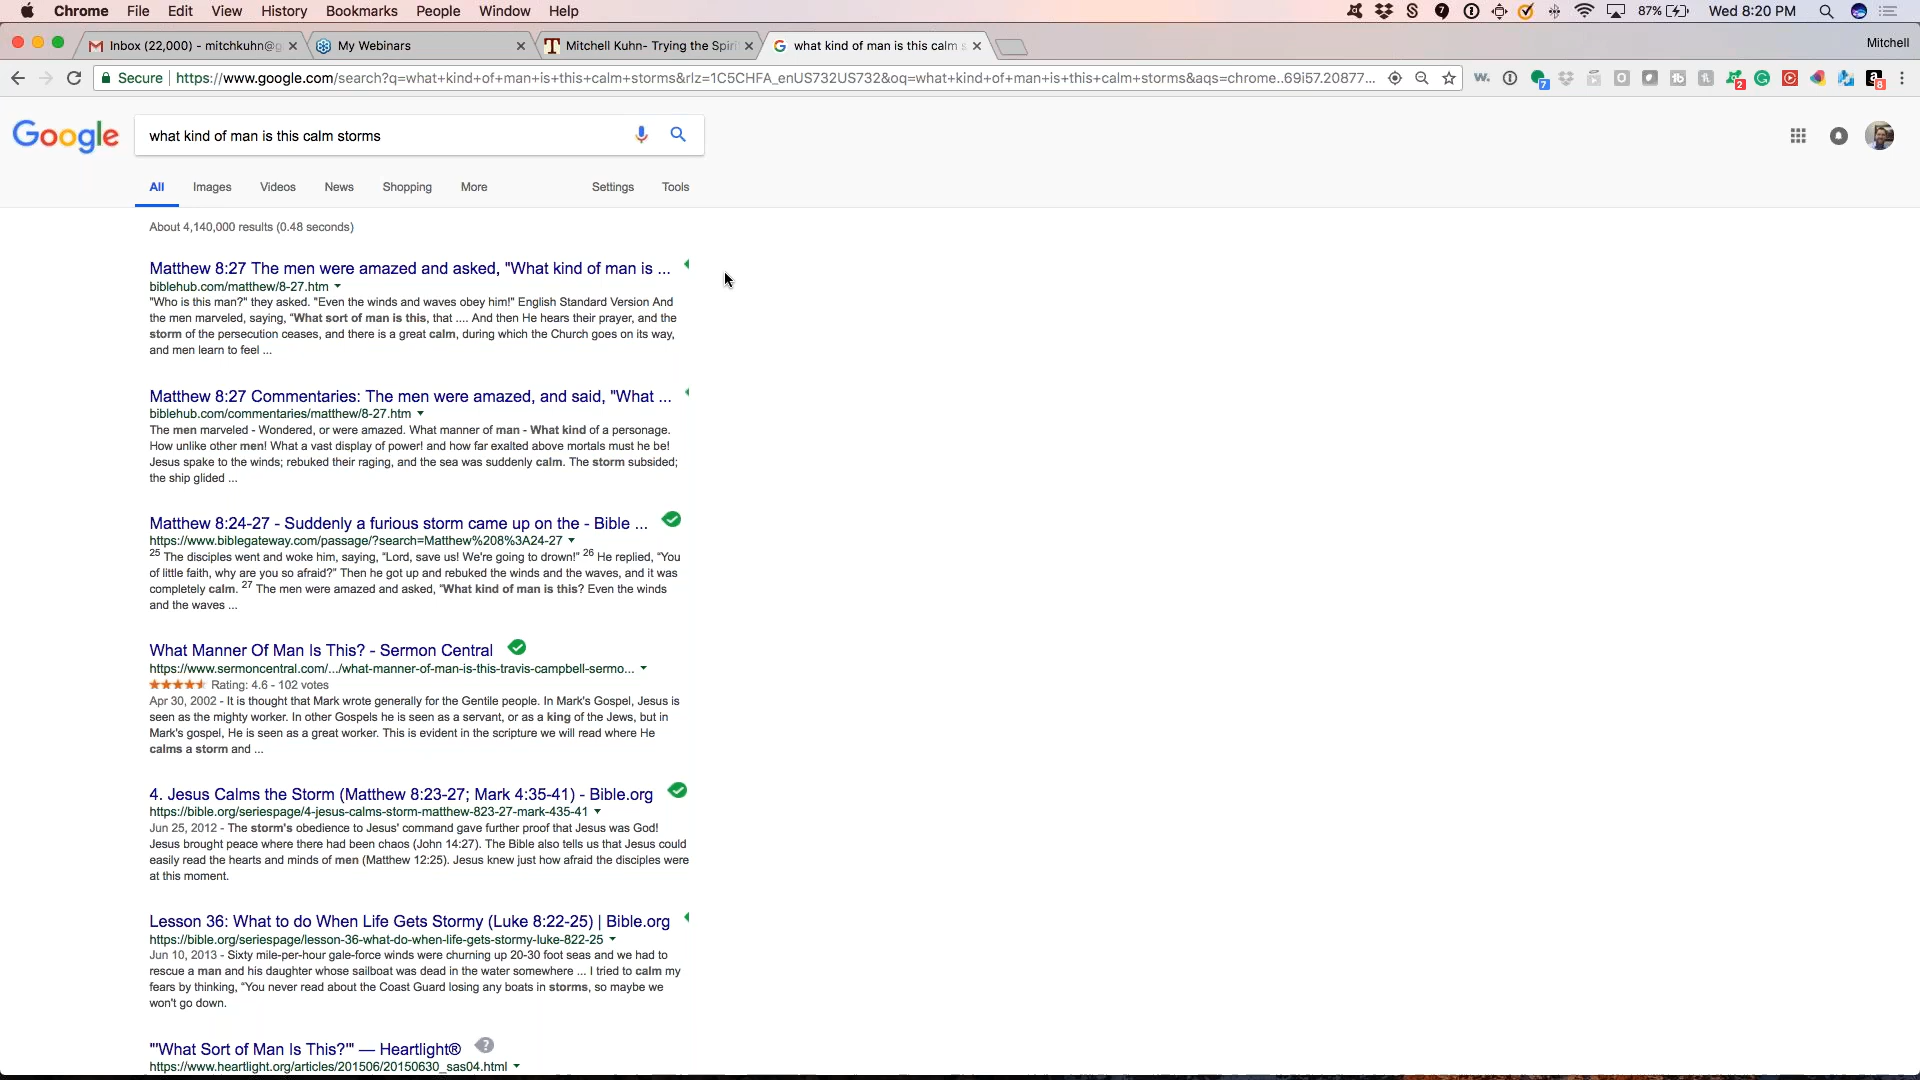 Chrome File Edit View History Bookmarks People Window Help 87% Wed 8:20 PM
Inbox (22,000) - mitchkuhn@g
My Webinars
Mitchell Kuhn- Trying the Spiri
what kind of man is this calm s
Mitchell
Secure https://www.google.com/search?q=what+kind+of+man+is+this+calm+storms&rlz=1C5CHFA_enUS732US732&oq=what+kind+of+man+is+this+calm+storms&aqs=chrome..69i57.20877...
Google
what kind of man is this calm storms
All Images Videos News Shopping More Settings Tools
About 4,140,000 results (0.48 seconds)
Matthew 8:27 The men were amazed and asked, "What kind of man is ...
biblehub.com/matthew/8-27.htm
"Who is this man?" they asked. "Even the winds and waves obey him!" English Standard Version And
the men marveled, saying, “What sort of man is this, that .... And then He hears their prayer, and the
storm of the persecution ceases, and there is a great calm, during which the Church goes on its way,
and men learn to feel ...
Matthew 8:27 Commentaries: The men were amazed, and said, "What ...
biblehub.com/commentaries/matthew/8-27.htm
The men marveled - Wondered, or were amazed. What manner of man - What kind of a personage.
How unlike other men! What a vast display of power! and how far exalted above mortals must he be!
Jesus spake to the winds; rebuked their raging, and the sea was suddenly calm. The storm subsided;
the ship glided ...
Matthew 8:24-27 - Suddenly a furious storm came up on the - Bible ...
https://www.biblegateway.com/passage/?search=Matthew%208%3A24-27
25 The disciples went and woke him, saying, “Lord, save us! We're going to drown!” 26 He replied, “You
of little faith, why are you so afraid?” Then he got up and rebuked the winds and the waves, and it was
completely calm. 27 The men were amazed and asked, “What kind of man is this? Even the winds
and the waves ...
What Manner Of Man Is This? - Sermon Central
https://www.sermoncentral.com/.../what-manner-of-man-is-this-travis-campbell-sermo...
Rating: 4.6 - 102 votes
Apr 30, 2002 - It is thought that Mark wrote generally for the Gentile people. In Mark's Gospel, Jesus is
seen as the mighty worker. In other Gospels he is seen as a servant, or as a king of the Jews, but in
Mark's gospel, He is seen as a great worker. This is evident in the scripture we will read where He
calms a storm and ...
4. Jesus Calms the Storm (Matthew 8:23-27; Mark 4:35-41) - Bible.org
https://bible.org/seriespage/4-jesus-calms-storm-matthew-823-27-mark-435-41
Jun 25, 2012 - The storm's obedience to Jesus' command gave further proof that Jesus was God!
Jesus brought peace where there had been chaos (John 14:27). The Bible also tells us that Jesus could
easily read the hearts and minds of men (Matthew 12:25). Jesus knew just how afraid the disciples were
at this moment.
Lesson 36: What to do When Life Gets Stormy (Luke 8:22-25) | Bible.org
https://bible.org/seriespage/lesson-36-what-do-when-life-gets-stormy-luke-822-25
Jun 10, 2013 - Sixty mile-per-hour gale-force winds were churning up 20-30 foot seas and we had to
rescue a man and his daughter whose sailboat was dead in the water somewhere ... I tried to calm my
fears by thinking, “You never read about the Coast Guard losing any boats in storms, so maybe we
won't go down.
"'What Sort of Man Is This?'" — Heartlight®
https://www.heartlight.org/articles/201506/20150630_sas04.html